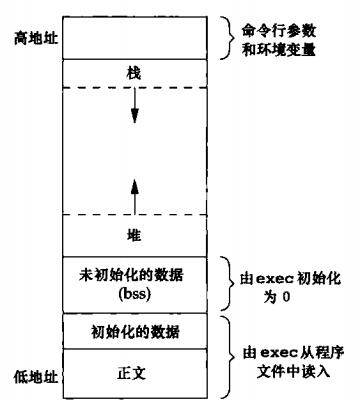 高地址
命令行参数
和环境变量
栈
堆
未初始化的数据
(bss)
由exec初始化
为 0
初始化的数据
由exec从程序
文件中读入
低地址
正文